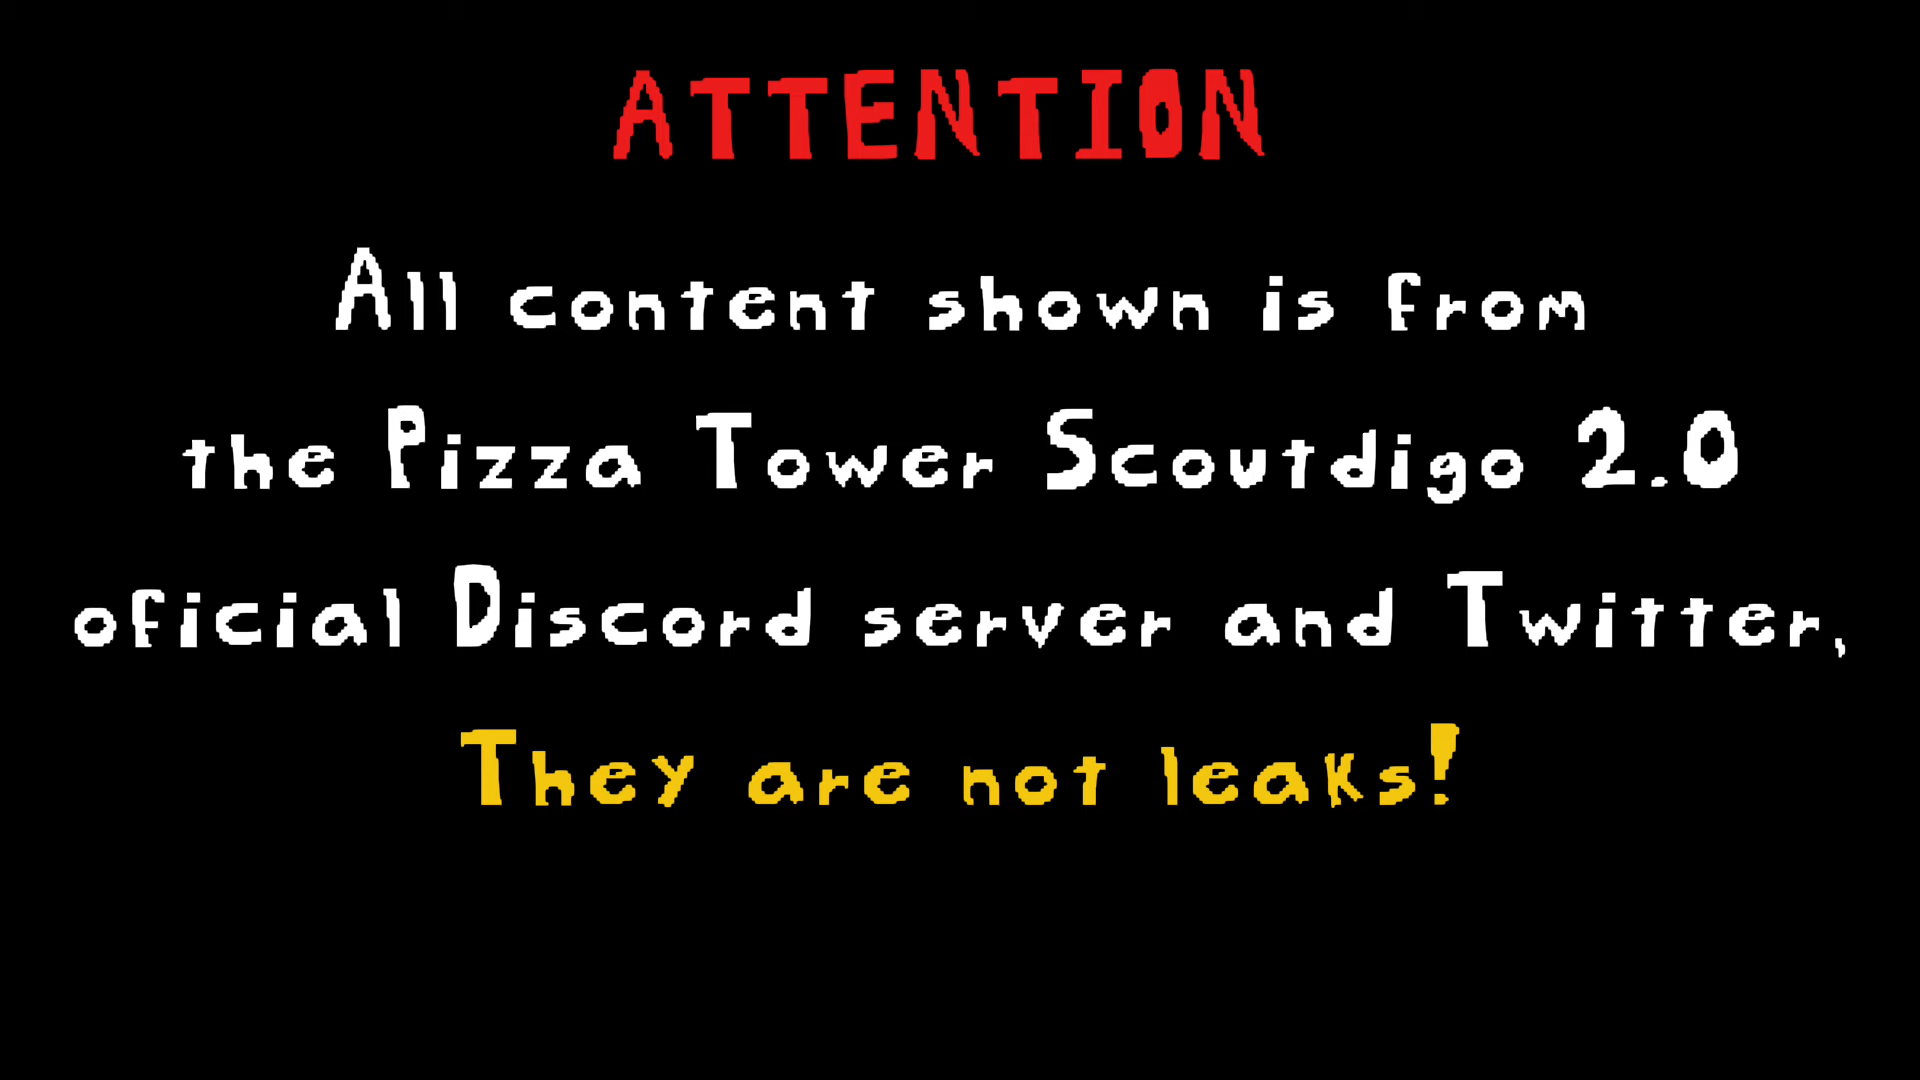 ATTENTION
All content shown is from
the Pizza Tower Scoutdigo 2.0
oficial Discord server and Twitter,
They are not leaks!